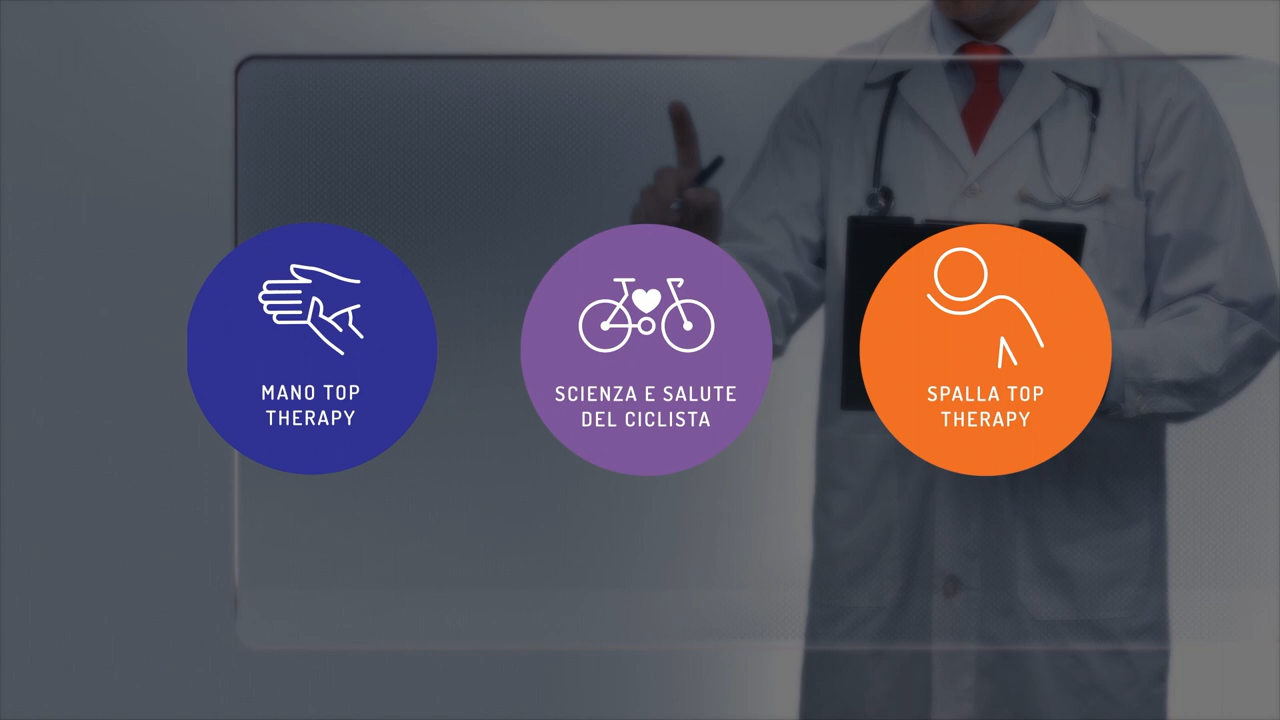 MANO TOP
THERAPY
SCIENZA E SALUTE
DEL CICLISTA
SPALLA TOP
THERAPY